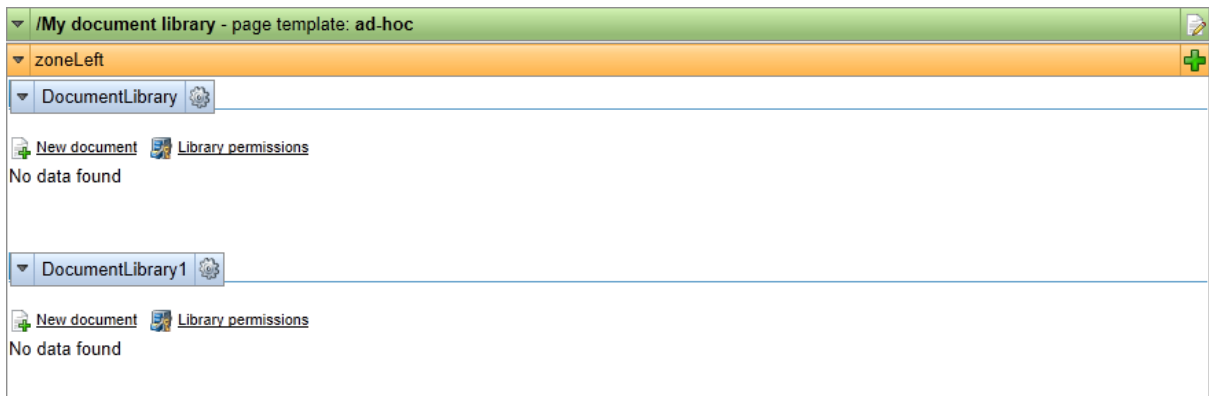 /My document library - page template: ad-hoc
zoneLeft
DocumentLibrary
New document Library permissions
No data found
DocumentLibrary1
New document Library permissions
No data found